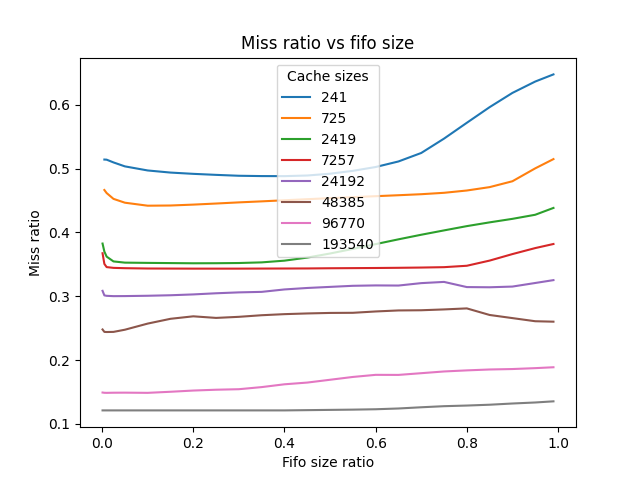 Miss ratio vs fifo size
Cache sizes
241
725
2419
7257
24192
48385
96770
193540
Miss ratio
0.6
0.5
0.4
0.3
0.2
0.1
0.0 0.2 0.4 0.6 0.8 1.0
Fifo size ratio